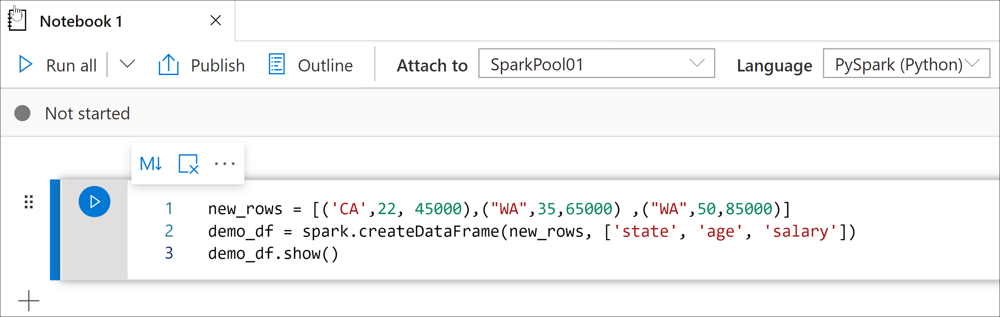 Notebook 1
Run all Publish Outline Attach to SparkPool01 Language PySpark (Python)
Not started
M↓ ...
1 new_rows = [('CA',22, 45000),("WA",35,65000) ,("WA",50,85000)]
2 demo_df = spark.createDataFrame(new_rows, ['state', 'age', 'salary'])
3 demo_df.show()